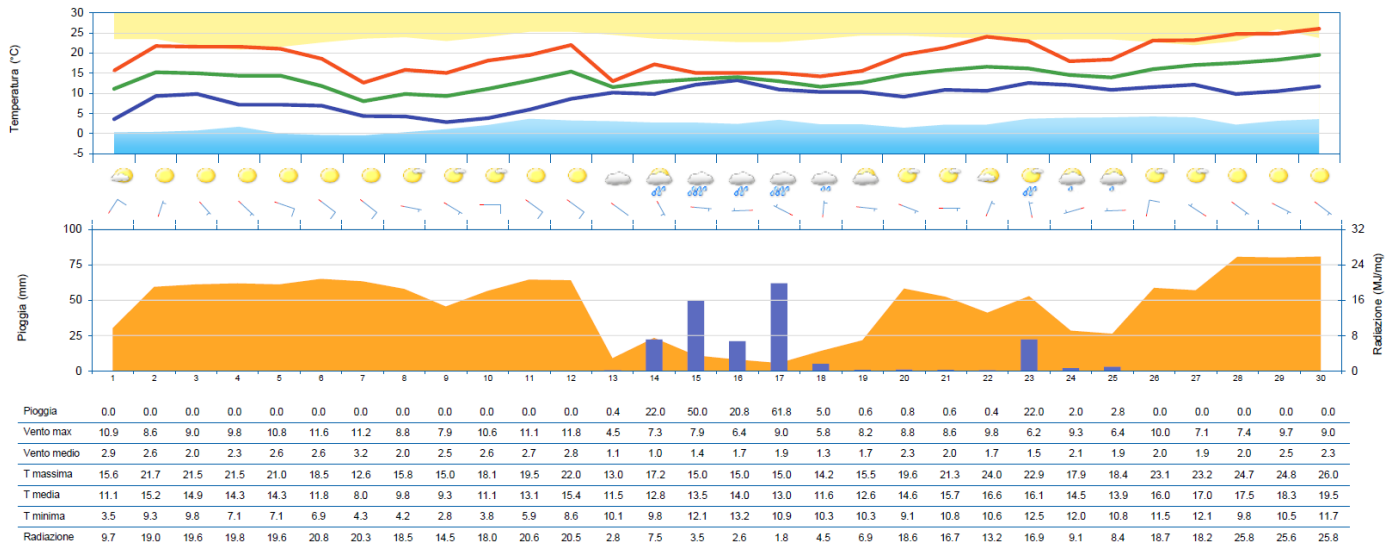 30
25
20
15
10
5
0
-5
Temperatura (°C)
100
75
50
25
0
Pioggia (mm)
32
24
16
8
0
Radiazione (MJ/mq)
1 2 3 4 5 6 7 8 9 10 11 12 13 14 15 16 17 18 19 20 21 22 23 24 25 26 27 28 29 30
Pioggia 0.0 0.0 0.0 0.0 0.0 0.0 0.0 0.0 0.0 0.0 0.0 0.0 0.4 22.0 50.0 20.8 61.8 5.0 0.6 0.8 0.6 0.4 22.0 2.0 2.8 0.0 0.0 0.0 0.0 0.0
Vento max 10.9 8.6 9.0 9.8 10.8 11.6 11.2 8.8 7.9 10.6 11.1 11.8 4.5 7.3 7.9 6.4 9.0 5.8 8.2 8.8 8.6 9.8 6.2 9.3 6.4 10.0 7.1 7.4 9.7 9.0
Vento medio 2.9 2.6 2.0 2.3 2.6 2.6 3.2 2.0 2.5 2.6 2.7 2.8 1.1 1.0 1.4 1.7 1.9 1.3 1.7 2.3 2.0 1.7 1.5 2.1 1.9 2.0 1.9 2.0 2.5 2.3
T massima 15.6 21.7 21.5 21.5 21.0 18.5 12.6 15.8 15.0 18.1 19.5 22.0 13.0 17.2 15.0 15.0 15.0 14.2 15.5 19.6 21.3 24.0 22.9 17.9 18.4 23.1 23.2 24.7 24.8 26.0
T media 11.1 15.2 14.9 14.3 14.3 11.8 8.0 9.8 9.3 11.1 13.1 15.4 11.5 12.8 13.5 14.0 13.0 11.6 12.6 14.6 15.7 16.6 16.1 14.5 13.9 16.0 17.0 17.5 18.3 19.5
T minima 3.5 9.3 9.8 7.1 7.1 6.9 4.3 4.2 2.8 3.8 5.9 8.6 10.1 9.8 12.1 13.2 10.9 10.3 10.3 9.1 10.8 10.6 12.5 12.0 10.8 11.5 12.1 9.8 10.5 11.7
Radiazione 9.7 19.0 19.6 19.8 19.6 20.8 20.3 18.5 14.5 18.0 20.6 20.5 2.8 7.5 3.5 2.6 1.8 4.5 6.9 18.6 16.7 13.2 16.9 9.1 8.4 18.7 18.2 25.8 25.6 25.8